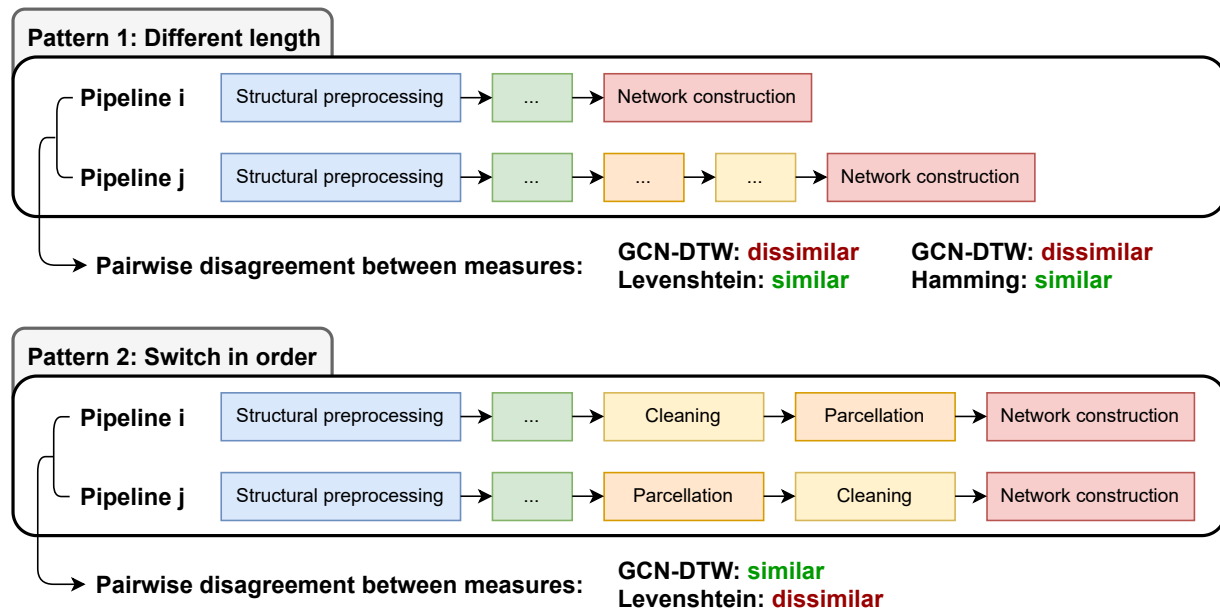 Pattern 1: Different length
Pipeline i Structural preprocessing ... Network construction
Pipeline j Structural preprocessing ... ... ... Network construction
Pairwise disagreement between measures: GCN-DTW: dissimilar GCN-DTW: dissimilar
Levenshtein: similar Hamming: similar
Pattern 2: Switch in order
Pipeline i Structural preprocessing ... Cleaning Parcellation Network construction
Pipeline j Structural preprocessing ... Parcellation Cleaning Network construction
Pairwise disagreement between measures: GCN-DTW: similar
Levenshtein: dissimilar